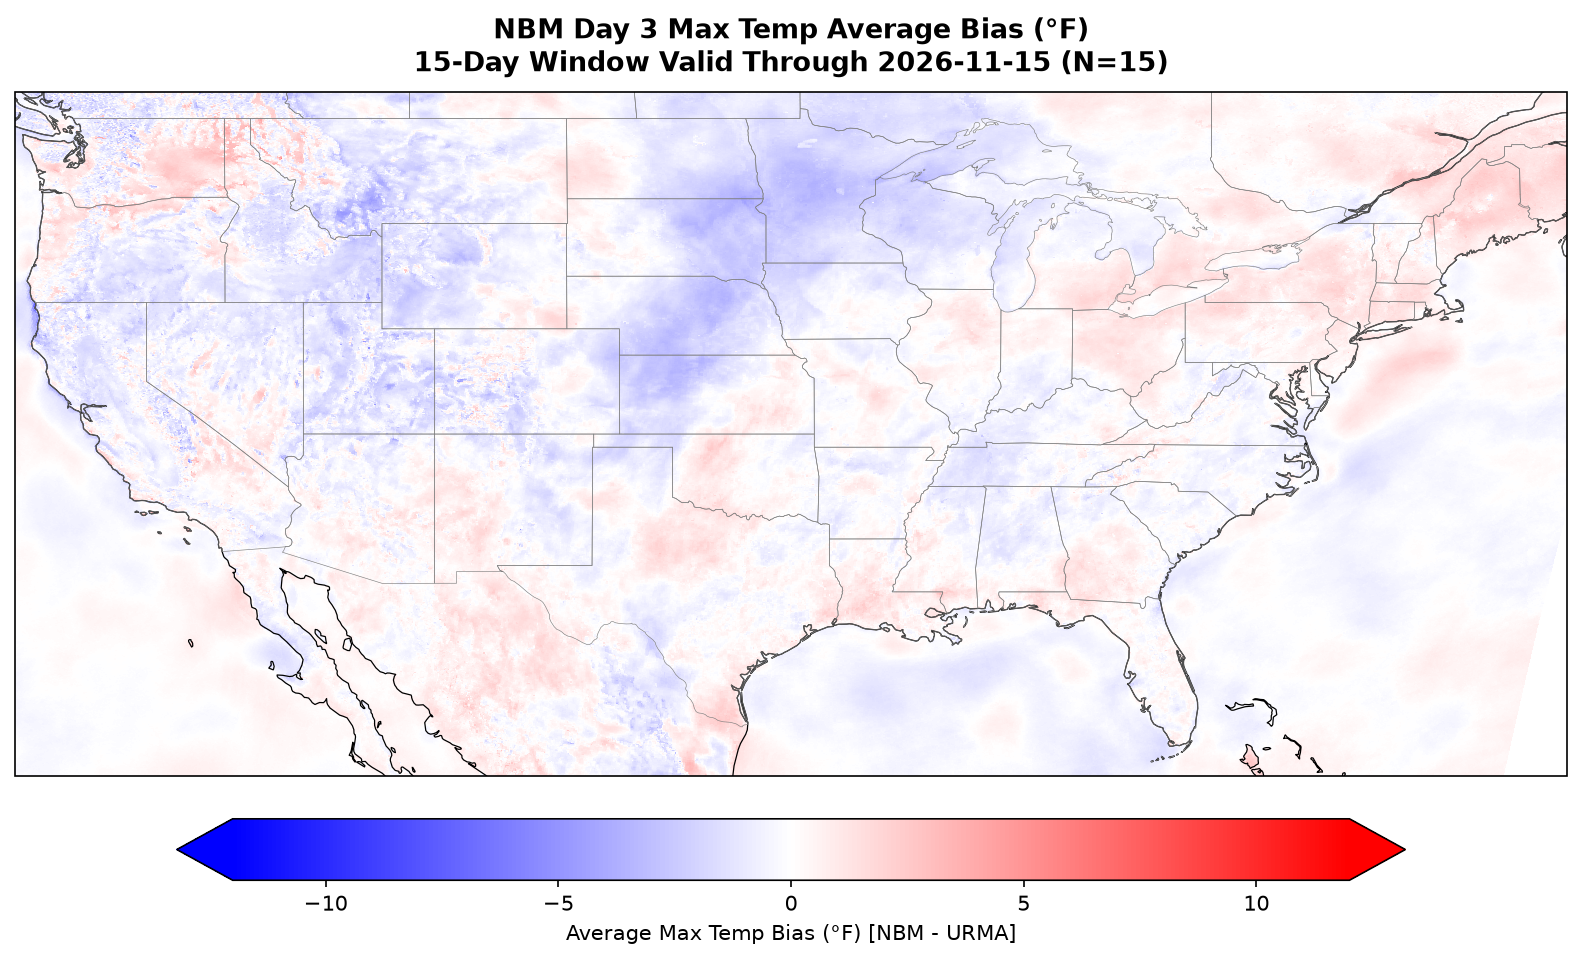 NBM Day 3 Max Temp Average Bias (°F)
15-Day Window Valid Through 2026-11-15 (N=15)
−10 −5 0 5 10
Average Max Temp Bias (°F) [NBM - URMA]